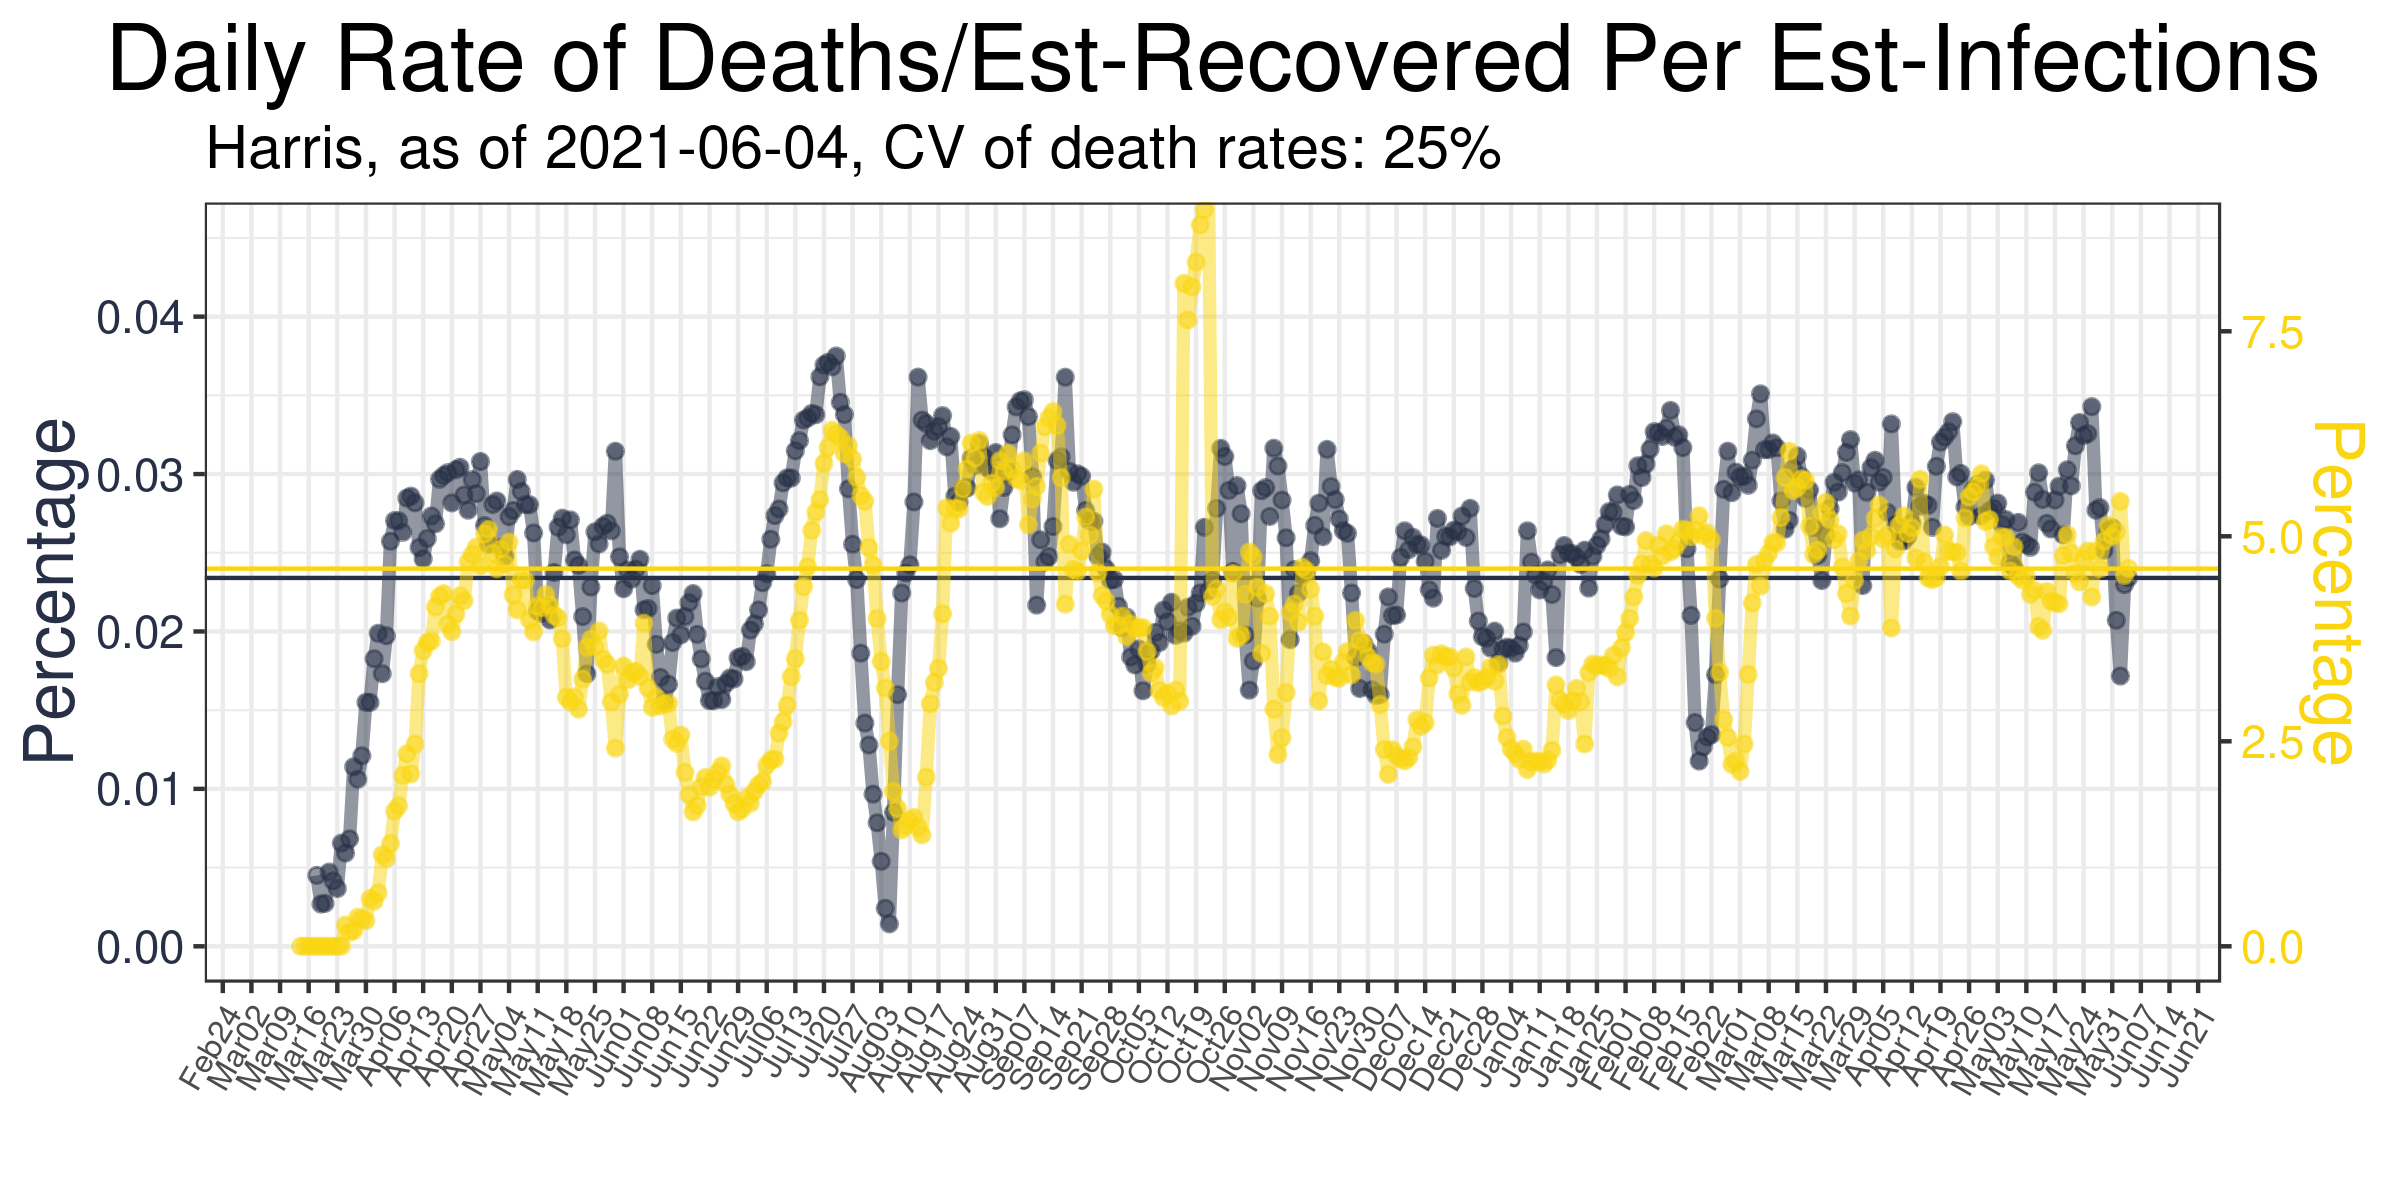 Daily Rate of Deaths/Est-Recovered Per Est-Infections
Harris, as of 2021-06-04, CV of death rates: 25%
Percentage
0.04
0.03
0.02
0.01
0.00
7.5
5.0
2.5
0.0
Percentage
Feb24 Mar02 Mar09 Mar16 Mar23 Mar30 Apr06 Apr13 Apr20 Apr27 May04 May11 May18 May25 Jun01 Jun08 Jun15 Jun22 Jun29 Jul06 Jul13 Jul20 Jul27 Aug03 Aug10 Aug17 Aug24 Aug31 Sep07 Sep14 Sep21 Sep28 Oct05 Oct12 Oct19 Oct26 Nov02 Nov09 Nov16 Nov23 Nov30 Dec07 Dec14 Dec21 Dec28 Jan04 Jan11 Jan18 Jan25 Feb01 Feb08 Feb15 Feb22 Mar01 Mar08 Mar15 Mar22 Mar29 Apr05 Apr12 Apr19 Apr26 May03 May10 May17 May24 May31 Jun07 Jun14 Jun21